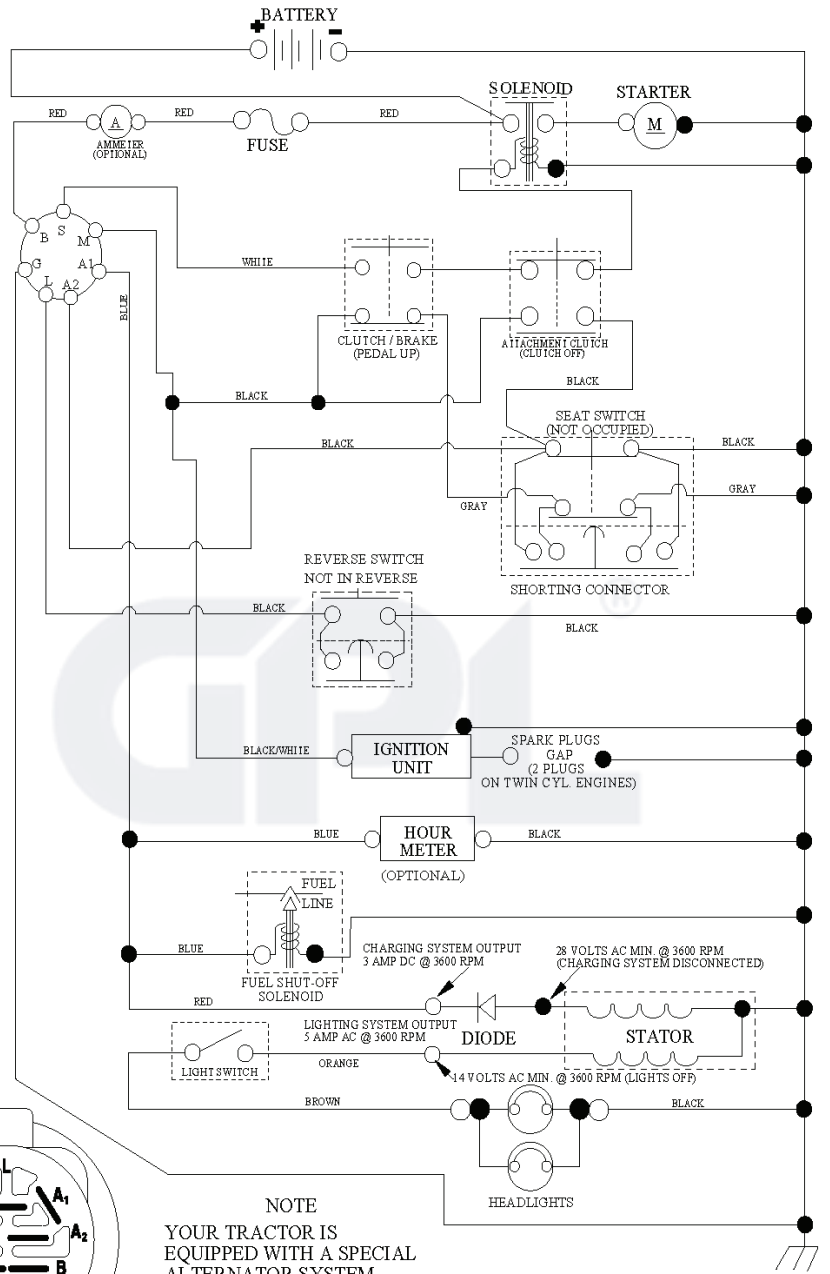 BATTERY
+ -
SOLENOID
STARTER
RED
RED
RED
A
M
AMMETER
(OPTIONAL)
FUSE
B
S
M
G
A1
L
A2
WHITE
BLUE
CLUTCH / BRAKE
(PEDAL UP)
ATTACHMENT CLUTCH
(CLUTCH OFF)
BLACK
BLACK
SEAT SWITCH
(NOT OCCUPIED)
BLACK
BLACK
GRAY
GRAY
REVERSE SWITCH
NOT IN REVERSE
SHORTING CONNECTOR
BLACK
BLACK
GPL ®
BLACK/WHITE
IGNITION
UNIT
SPARK PLUGS
GAP
(2 PLUGS
ON TWIN CYL. ENGINES)
BLUE
HOUR
METER
BLACK
(OPTIONAL)
FUEL
LINE
BLUE
FUEL SHUT-OFF
SOLENOID
CHARGING SYSTEM OUTPUT
3 AMP DC @ 3600 RPM
28 VOLTS AC MIN. @ 3600 RPM
(CHARGING SYSTEM DISCONNECTED)
RED
LIGHTING SYSTEM OUTPUT
5 AMP AC @ 3600 RPM
DIODE
STATOR
LIGHT SWITCH
ORANGE
14 VOLTS AC MIN. @ 3600 RPM (LIGHTS OFF)
BROWN
BLACK
HEADLIGHTS
L
A1
A2
B
NOTE
YOUR TRACTOR IS
EQUIPPED WITH A SPECIAL
ALTERNATOR SYSTEM